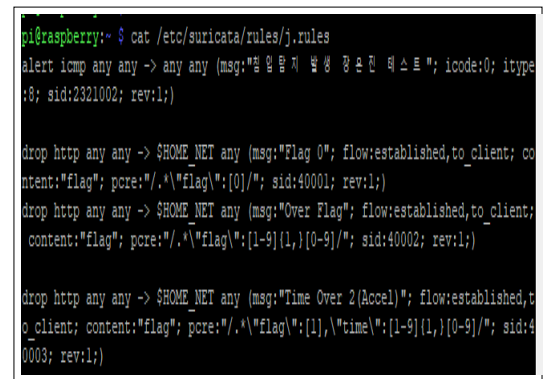 pi@raspberry:~ $ cat /etc/suricata/rules/j.rules
alert icmp any any -> any any (msg:"침입탐지 발생 장은진 테스트"; icode:0; itype
:8; sid:2321002; rev:1;)
drop http any any -> $HOME_NET any (msg:"Flag 0"; flow:established,to_client; co
ntent:"flag"; pcre:"/.*\"flag\":[0]/"; sid:40001; rev:1;)
drop http any any -> $HOME_NET any (msg:"Over Flag"; flow:established,to_client;
 content:"flag"; pcre:"/.*\"flag\":[1-9]{1,}[0-9]/"; sid:40002; rev:1;)
drop http any any -> $HOME_NET any (msg:"Time Over 2(Accel)"; flow:established,t
o_client; content:"flag"; pcre:"/.*\"flag\":[1],\"time\":[1-9]{1,}[0-9]/"; sid:4
0003; rev:1;)